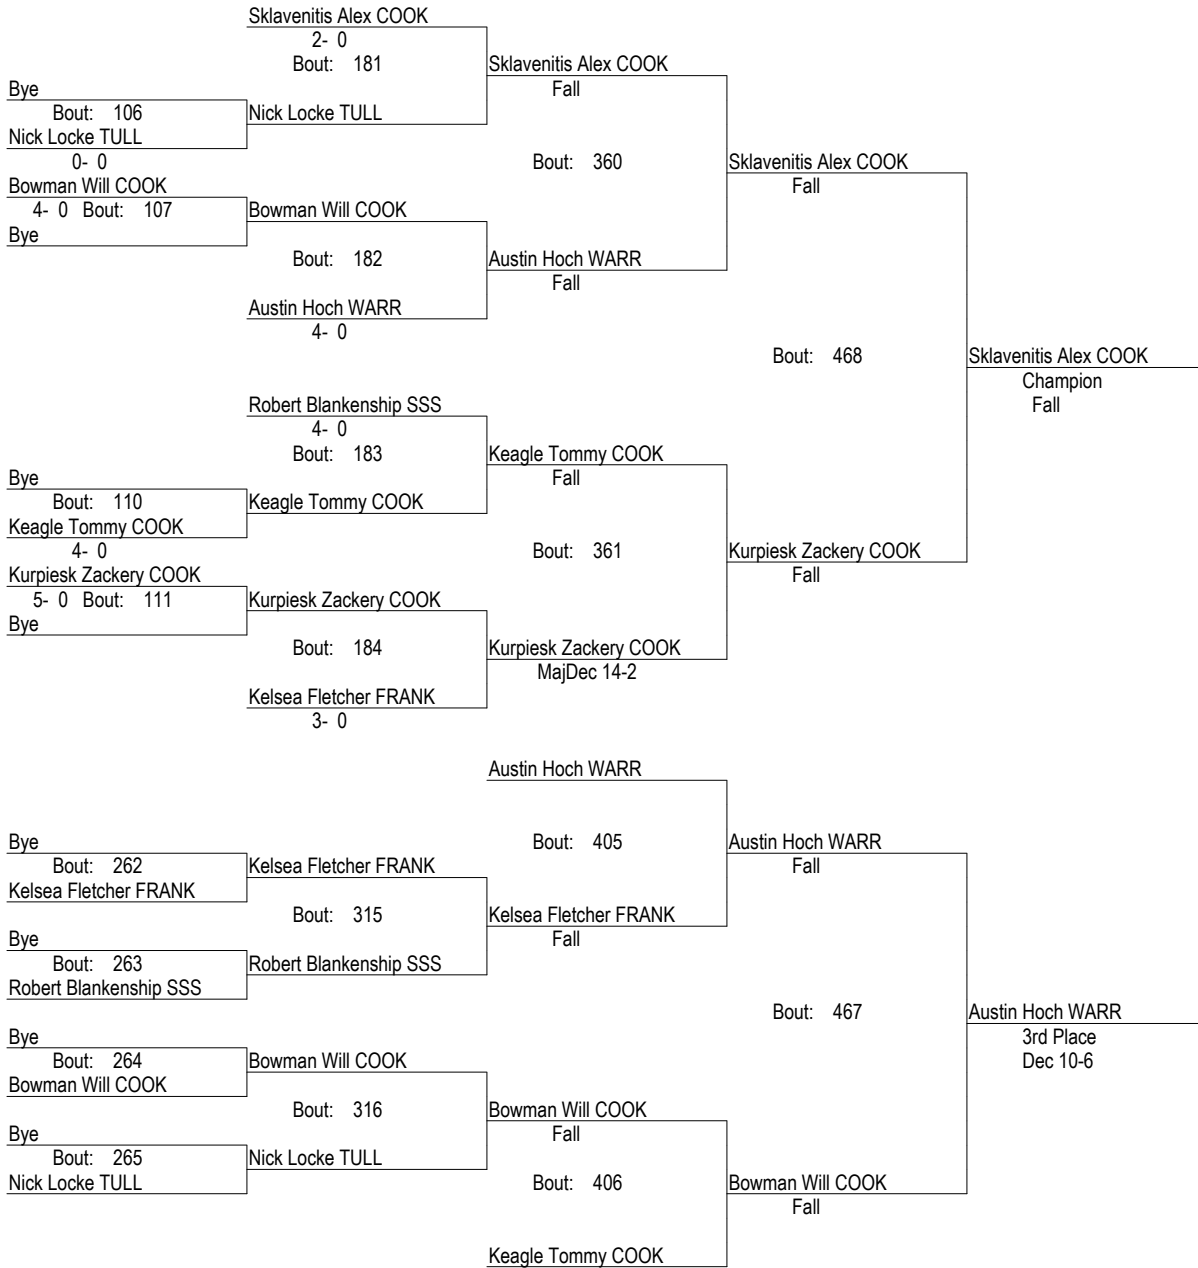 Sklavenitis Alex COOK
2- 0
Bout: 181
Sklavenitis Alex COOK
Fall
Bye
Bout: 106
Nick Locke TULL
Nick Locke TULL
0- 0
Bout: 360
Sklavenitis Alex COOK
Fall
Bowman Will COOK
4- 0 Bout: 107
Bowman Will COOK
Bye
Bout: 182
Austin Hoch WARR
Fall
Austin Hoch WARR
4- 0
Bout: 468
Sklavenitis Alex COOK
Champion
Fall
Robert Blankenship SSS
4- 0
Bout: 183
Keagle Tommy COOK
Fall
Bye
Bout: 110
Keagle Tommy COOK
Keagle Tommy COOK
4- 0
Bout: 361
Kurpiesk Zackery COOK
Fall
Kurpiesk Zackery COOK
5- 0 Bout: 111
Kurpiesk Zackery COOK
Bye
Bout: 184
Kurpiesk Zackery COOK
MajDec 14-2
Kelsea Fletcher FRANK
3- 0
Austin Hoch WARR
Bout: 405
Austin Hoch WARR
Fall
Bye
Bout: 262
Kelsea Fletcher FRANK
Kelsea Fletcher FRANK
Bout: 315
Kelsea Fletcher FRANK
Fall
Bye
Bout: 263
Robert Blankenship SSS
Robert Blankenship SSS
Bout: 467
Austin Hoch WARR
3rd Place
Dec 10-6
Bye
Bout: 264
Bowman Will COOK
Bowman Will COOK
Bout: 316
Bowman Will COOK
Fall
Bye
Bout: 265
Nick Locke TULL
Nick Locke TULL
Bout: 406
Bowman Will COOK
Fall
Keagle Tommy COOK